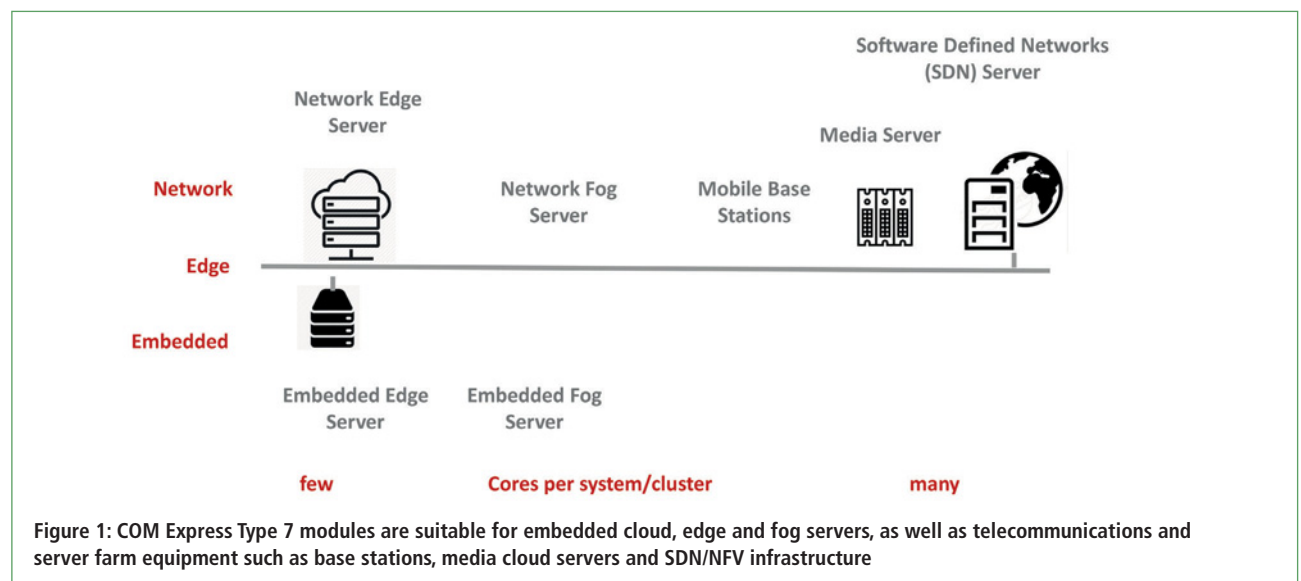 Software Defined Networks
(SDN) Server
Network Edge
Server
Media Server
Network
Network Fog
Server
Mobile Base
Stations
Edge
Embedded
Embedded Edge
Server
Embedded Fog
Server
few
Cores per system/cluster
many
Figure 1: COM Express Type 7 modules are suitable for embedded cloud, edge and fog servers, as well as telecommunications and
server farm equipment such as base stations, media cloud servers and SDN/NFV infrastructure